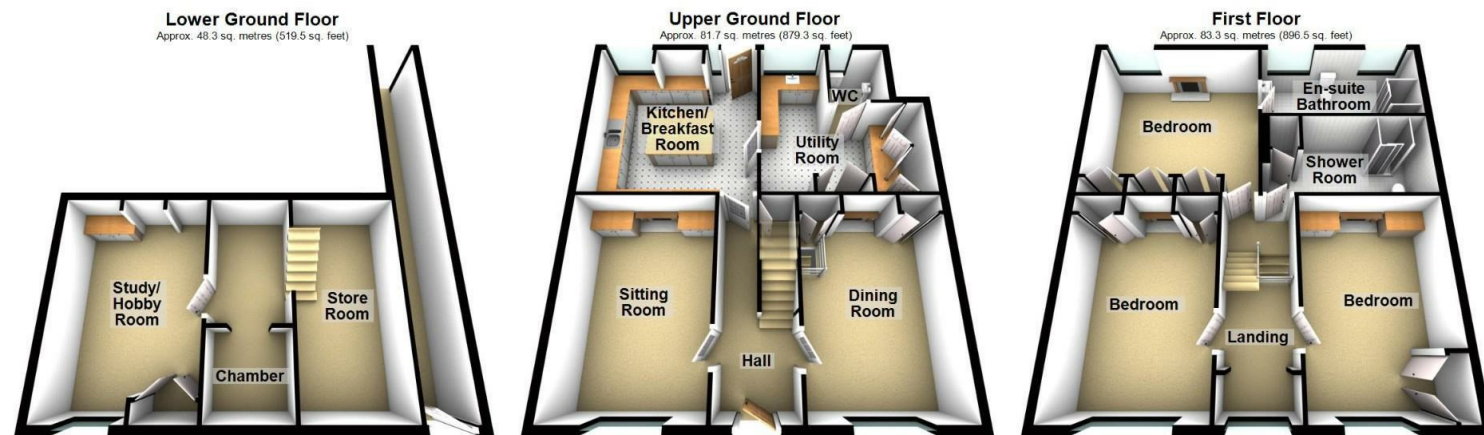 Lower Ground Floor
Approx. 48.3 sq. metres (519.5 sq. feet)
Study/
Hobby
Room
Store
Room
Chamber
Upper Ground Floor
Approx. 81.7 sq. metres (879.3 sq. feet)
Kitchen/
Breakfast
Room
WC
Utility
Room
Sitting
Room
Dining
Room
Hall
First Floor
Approx. 83.3 sq. metres (896.5 sq. feet)
En-suite
Bathroom
Bedroom
Shower
Room
Bedroom
Bedroom
Landing